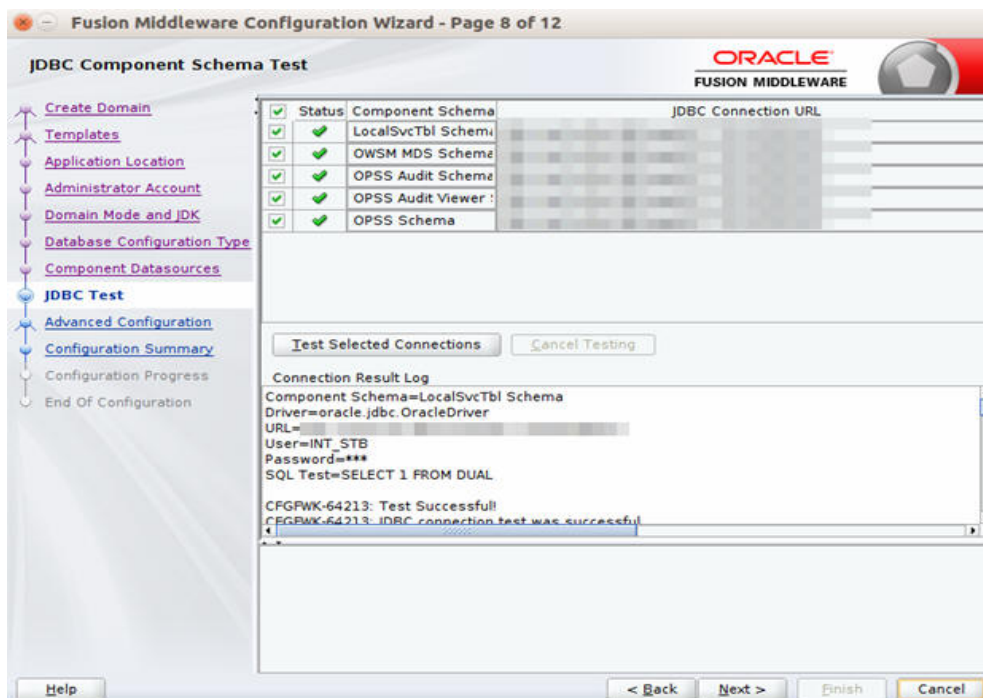 Fusion Middleware Configuration Wizard - Page 8 of 12
JDBC Component Schema Test
ORACLE
FUSION MIDDLEWARE
Create Domain
Templates
Application Location
Administrator Account
Domain Mode and JDK
Database Configuration Type
Component Datasources
JDBC Test
Advanced Configuration
Configuration Summary
Configuration Progress
End Of Configuration
Status Component Schema JDBC Connection URL
LocalSvcTbl Schema
OWSM MDS Schema
OPSS Audit Schema
OPSS Audit Viewer S
OPSS Schema
Test Selected Connections Cancel Testing
Connection Result Log
Component Schema=LocalSvcTbl Schema
Driver=oracle.jdbc.OracleDriver
URL=
User=INT_STB
Password=***
SQL Test=SELECT 1 FROM DUAL
CFGFWK-64213: Test Successful!
CFGFWK-64213: JDBC connection test was successful
Help < Back Next > Finish Cancel